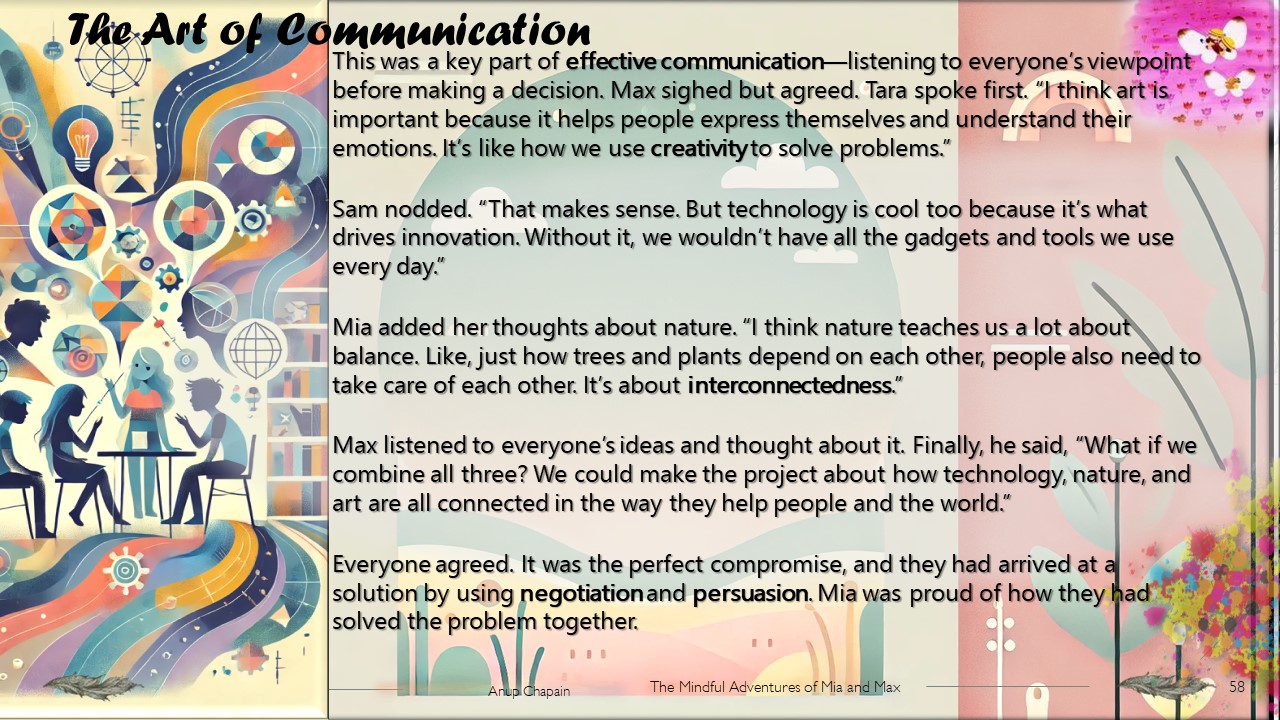 The Art of Communication
This was a key part of effective communication—listening to everyone’s viewpoint
before making a decision. Max sighed but agreed. Tara spoke first. “I think art is
important because it helps people express themselves and understand their
emotions. It’s like how we use creativity to solve problems.”
Sam nodded. “That makes sense. But technology is cool too because it’s what
drives innovation. Without it, we wouldn’t have all the gadgets and tools we use
every day.”
Mia added her thoughts about nature. “I think nature teaches us a lot about
balance. Like, just how trees and plants depend on each other, people also need to
take care of each other. It’s about interconnectedness.”
Max listened to everyone’s ideas and thought about it. Finally, he said, “What if we
combine all three? We could make the project about how technology, nature, and
art are all connected in the way they help people and the world.”
Everyone agreed. It was the perfect compromise, and they had arrived at a
solution by using negotiation and persuasion. Mia was proud of how they had
solved the problem together.
Anup Chapain The Mindful Adventures of Mia and Max 58